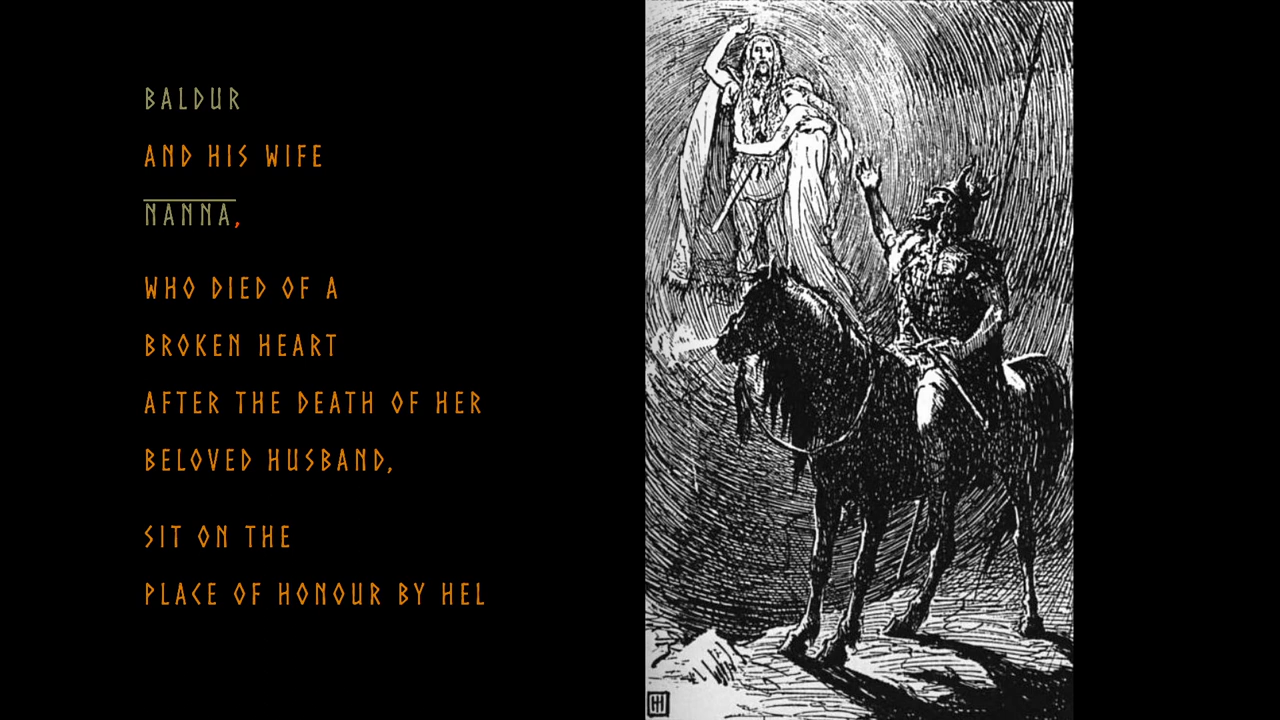 BALDUR
AND HIS WIFE
NANNA,
WHO DIED OF A
BROKEN HEART
AFTER THE DEATH OF HER
BELOVED HUSBAND,
SIT ON THE
PLACE OF HONOUR BY HEL